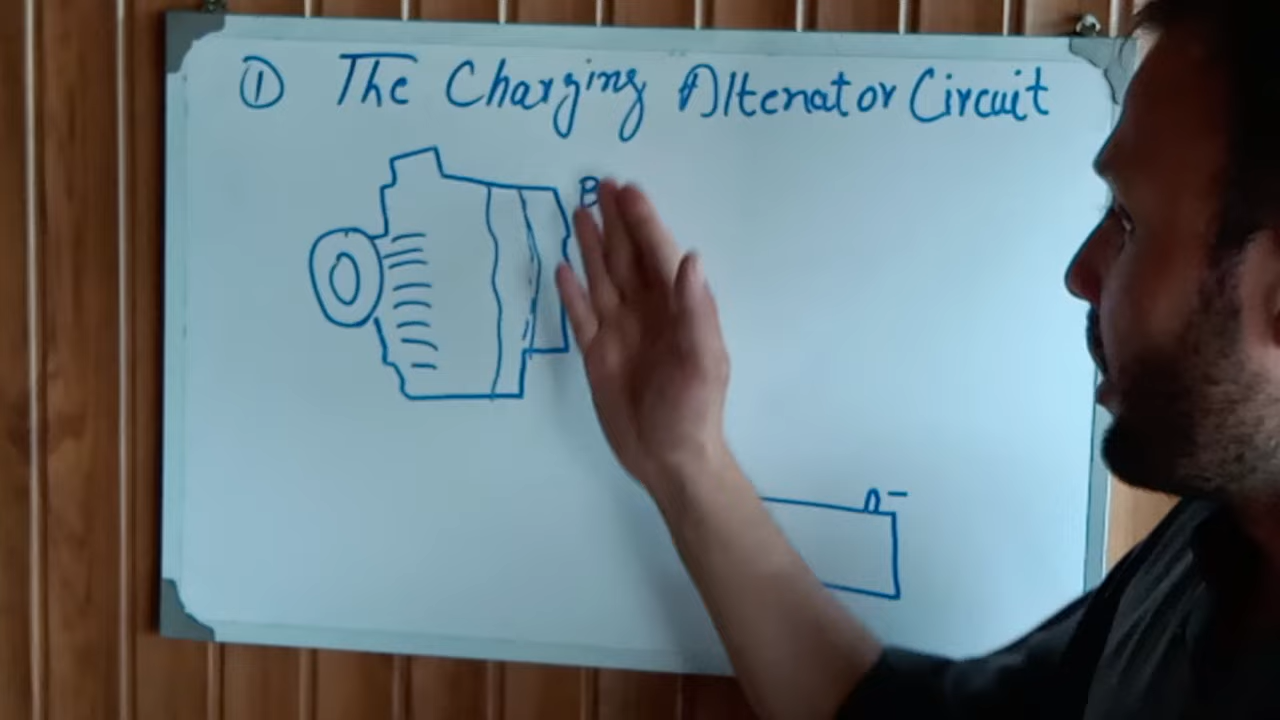 ① The Charging Alternator Circuit
B
-